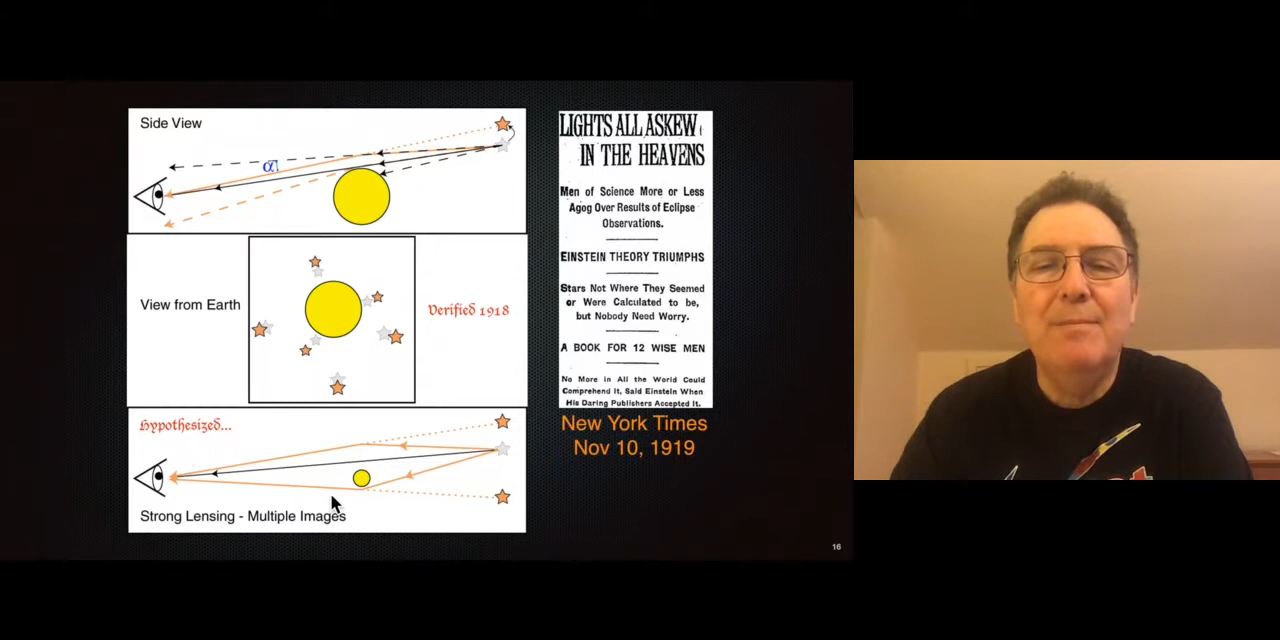 Side View
α
View from Earth
Verified 1918
Hypothesized...
Strong Lensing - Multiple Images
LIGHTS ALL ASKEW
IN THE HEAVENS
Men of Science More or Less
Agog Over Results of Eclipse
Observations.
EINSTEIN THEORY TRIUMPHS
Stars Not Where They Seemed
or Were Calculated to be,
but Nobody Need Worry.
A BOOK FOR 12 WISE MEN
No More in All the World Could
Comprehend It, Said Einstein When
His Daring Publishers Accepted It.
New York Times
Nov 10, 1919
16